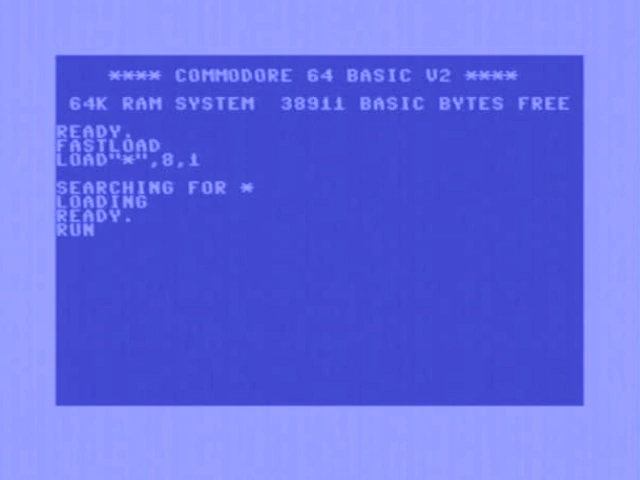 **** COMMODORE 64 BASIC V2 ****
64K RAM SYSTEM  38911 BASIC BYTES FREE
READY.
FASTLOAD
LOAD"*",8,1
SEARCHING FOR *
LOADING
READY.
RUN